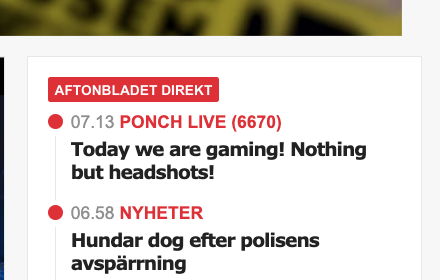 AFTONBLADET DIREKT
07.13 PONCH LIVE (6670)
Today we are gaming! Nothing
but headshots!
06.58 NYHETER
Hundar dog efter polisens
avspärrning